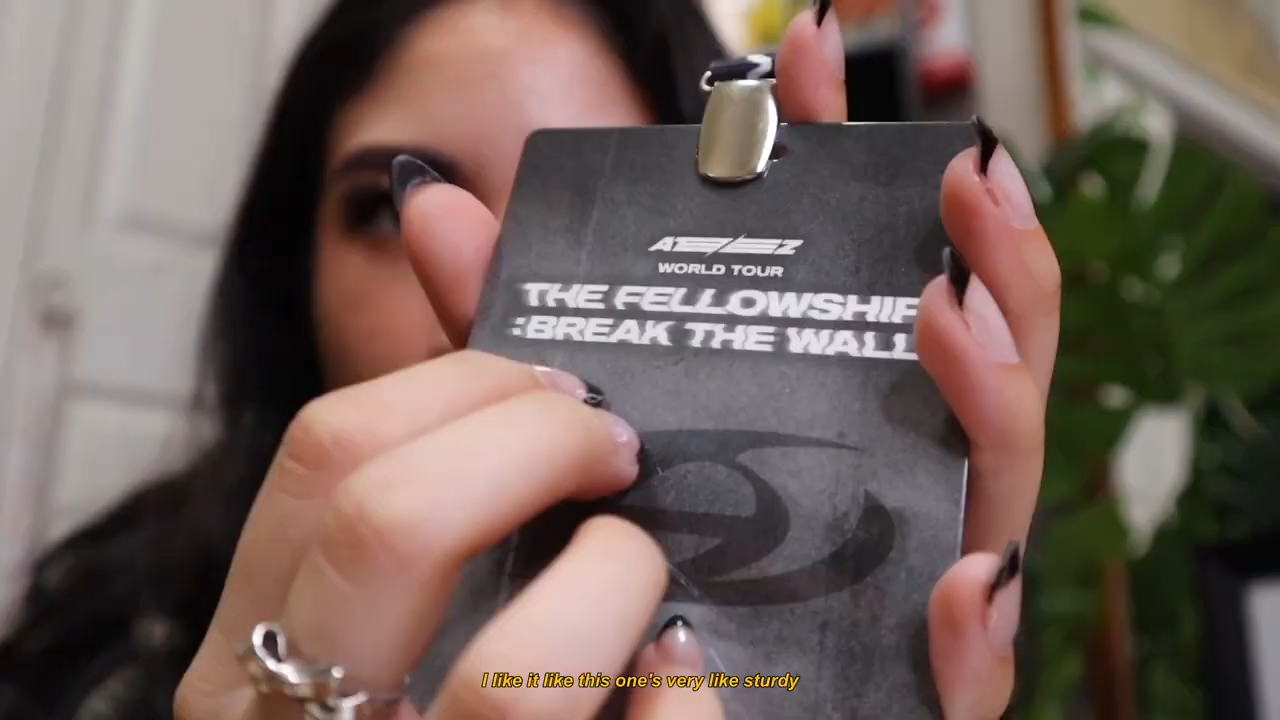 ATEEZ
WORLD TOUR
THE FELLOWSHIP
:BREAK THE WALL
I like it like this one's very like sturdy